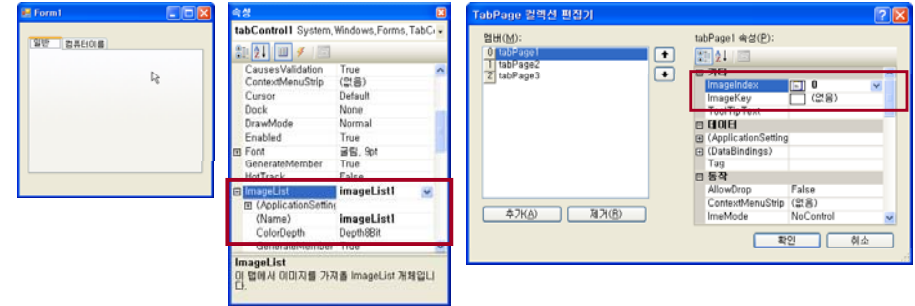 Form1
일반
컴퓨터이름
속성
tabControl1 System,Windows,Forms,TabCo
CausesValidation True
ContextMenuStrip (없음)
Cursor Default
Dock None
DrawMode Normal
Enabled True
Font 굴림, 9pt
GenerateMember True
HotTrack False
ImageList imageList1
(ApplicationSetting
(Name) imageList1
ColorDepth Depth8Bit
GenerateMember True
ImageList
이 탭에서 이미지를 가져올 ImageList 개체입니
다.
TabPage 컬렉션 편집기
멤버(M):
0 tabPage1
1 tabPage2
2 tabPage3
추가(A)
제거(R)
tabPage1 속성(P):
기타
ImageIndex 0
ImageKey (없음)
ToolTipText
데이터
(ApplicationSetting
(DataBindings)
Tag
동작
AllowDrop False
ContextMenuStrip (없음)
ImeMode NoControl
확인
취소